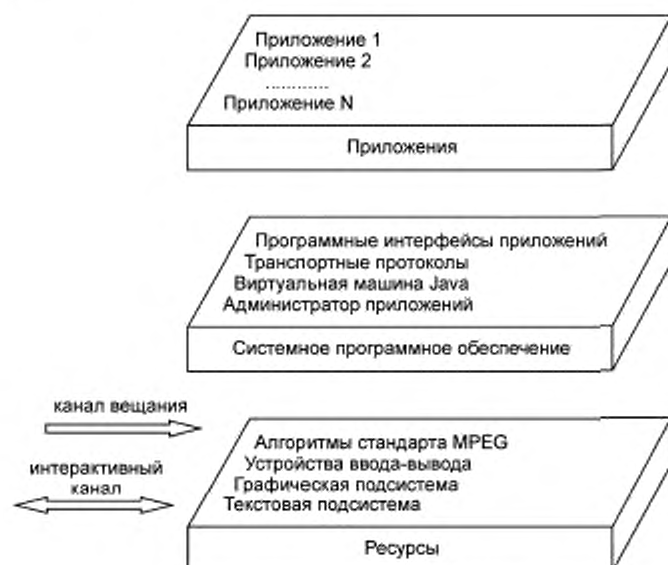 Приложение 1
Приложение 2
............
Приложение N
Приложения
Программные интерфейсы приложений
Транспортные протоколы
Виртуальная машина Java
Администратор приложений
Системное программное обеспечение
канал вещания
интерактивный
канал
Алгоритмы стандарта MPEG
Устройства ввода-вывода
Графическая подсистема
Текстовая подсистема
Ресурсы